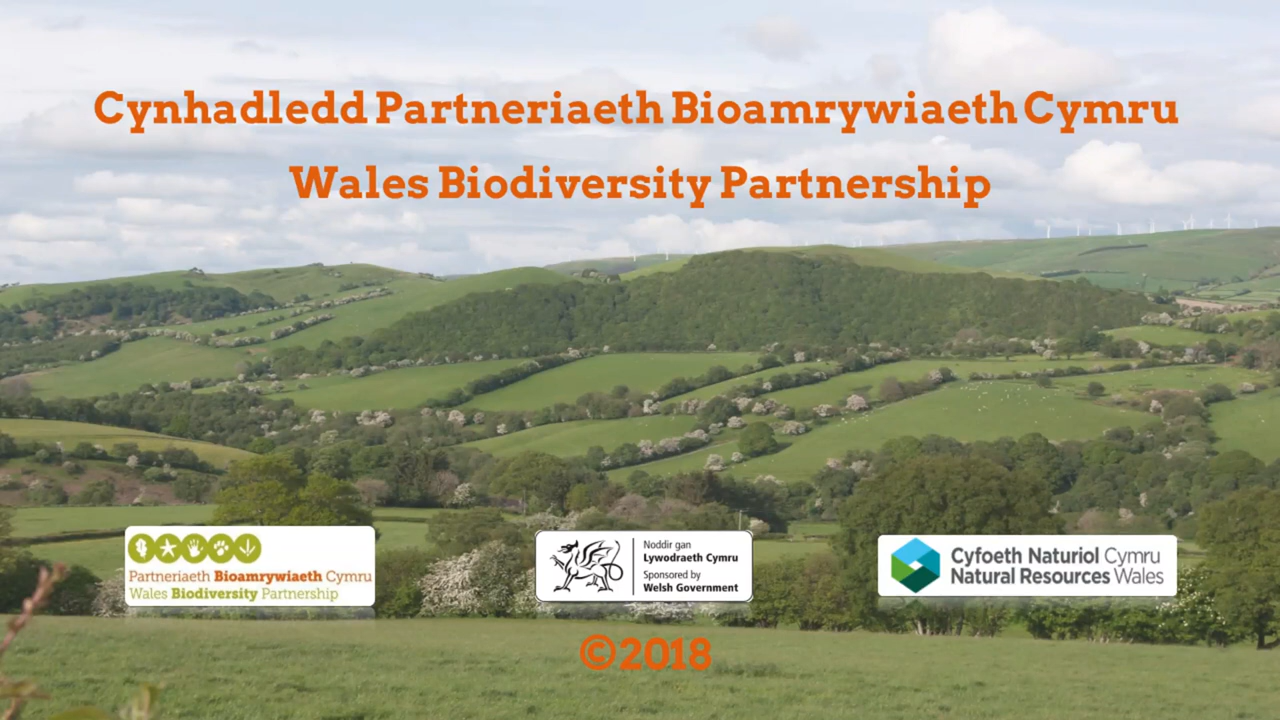 Cynhadledd Partneriaeth Bioamrywiaeth Cymru
Wales Biodiversity Partnership
Partneriaeth Bioamrywiaeth Cymru
Wales Biodiversity Partnership
Noddir gan
Lywodraeth Cymru
Sponsored by
Welsh Government
Cyfoeth Naturiol Cymru
Natural Resources Wales
©2018